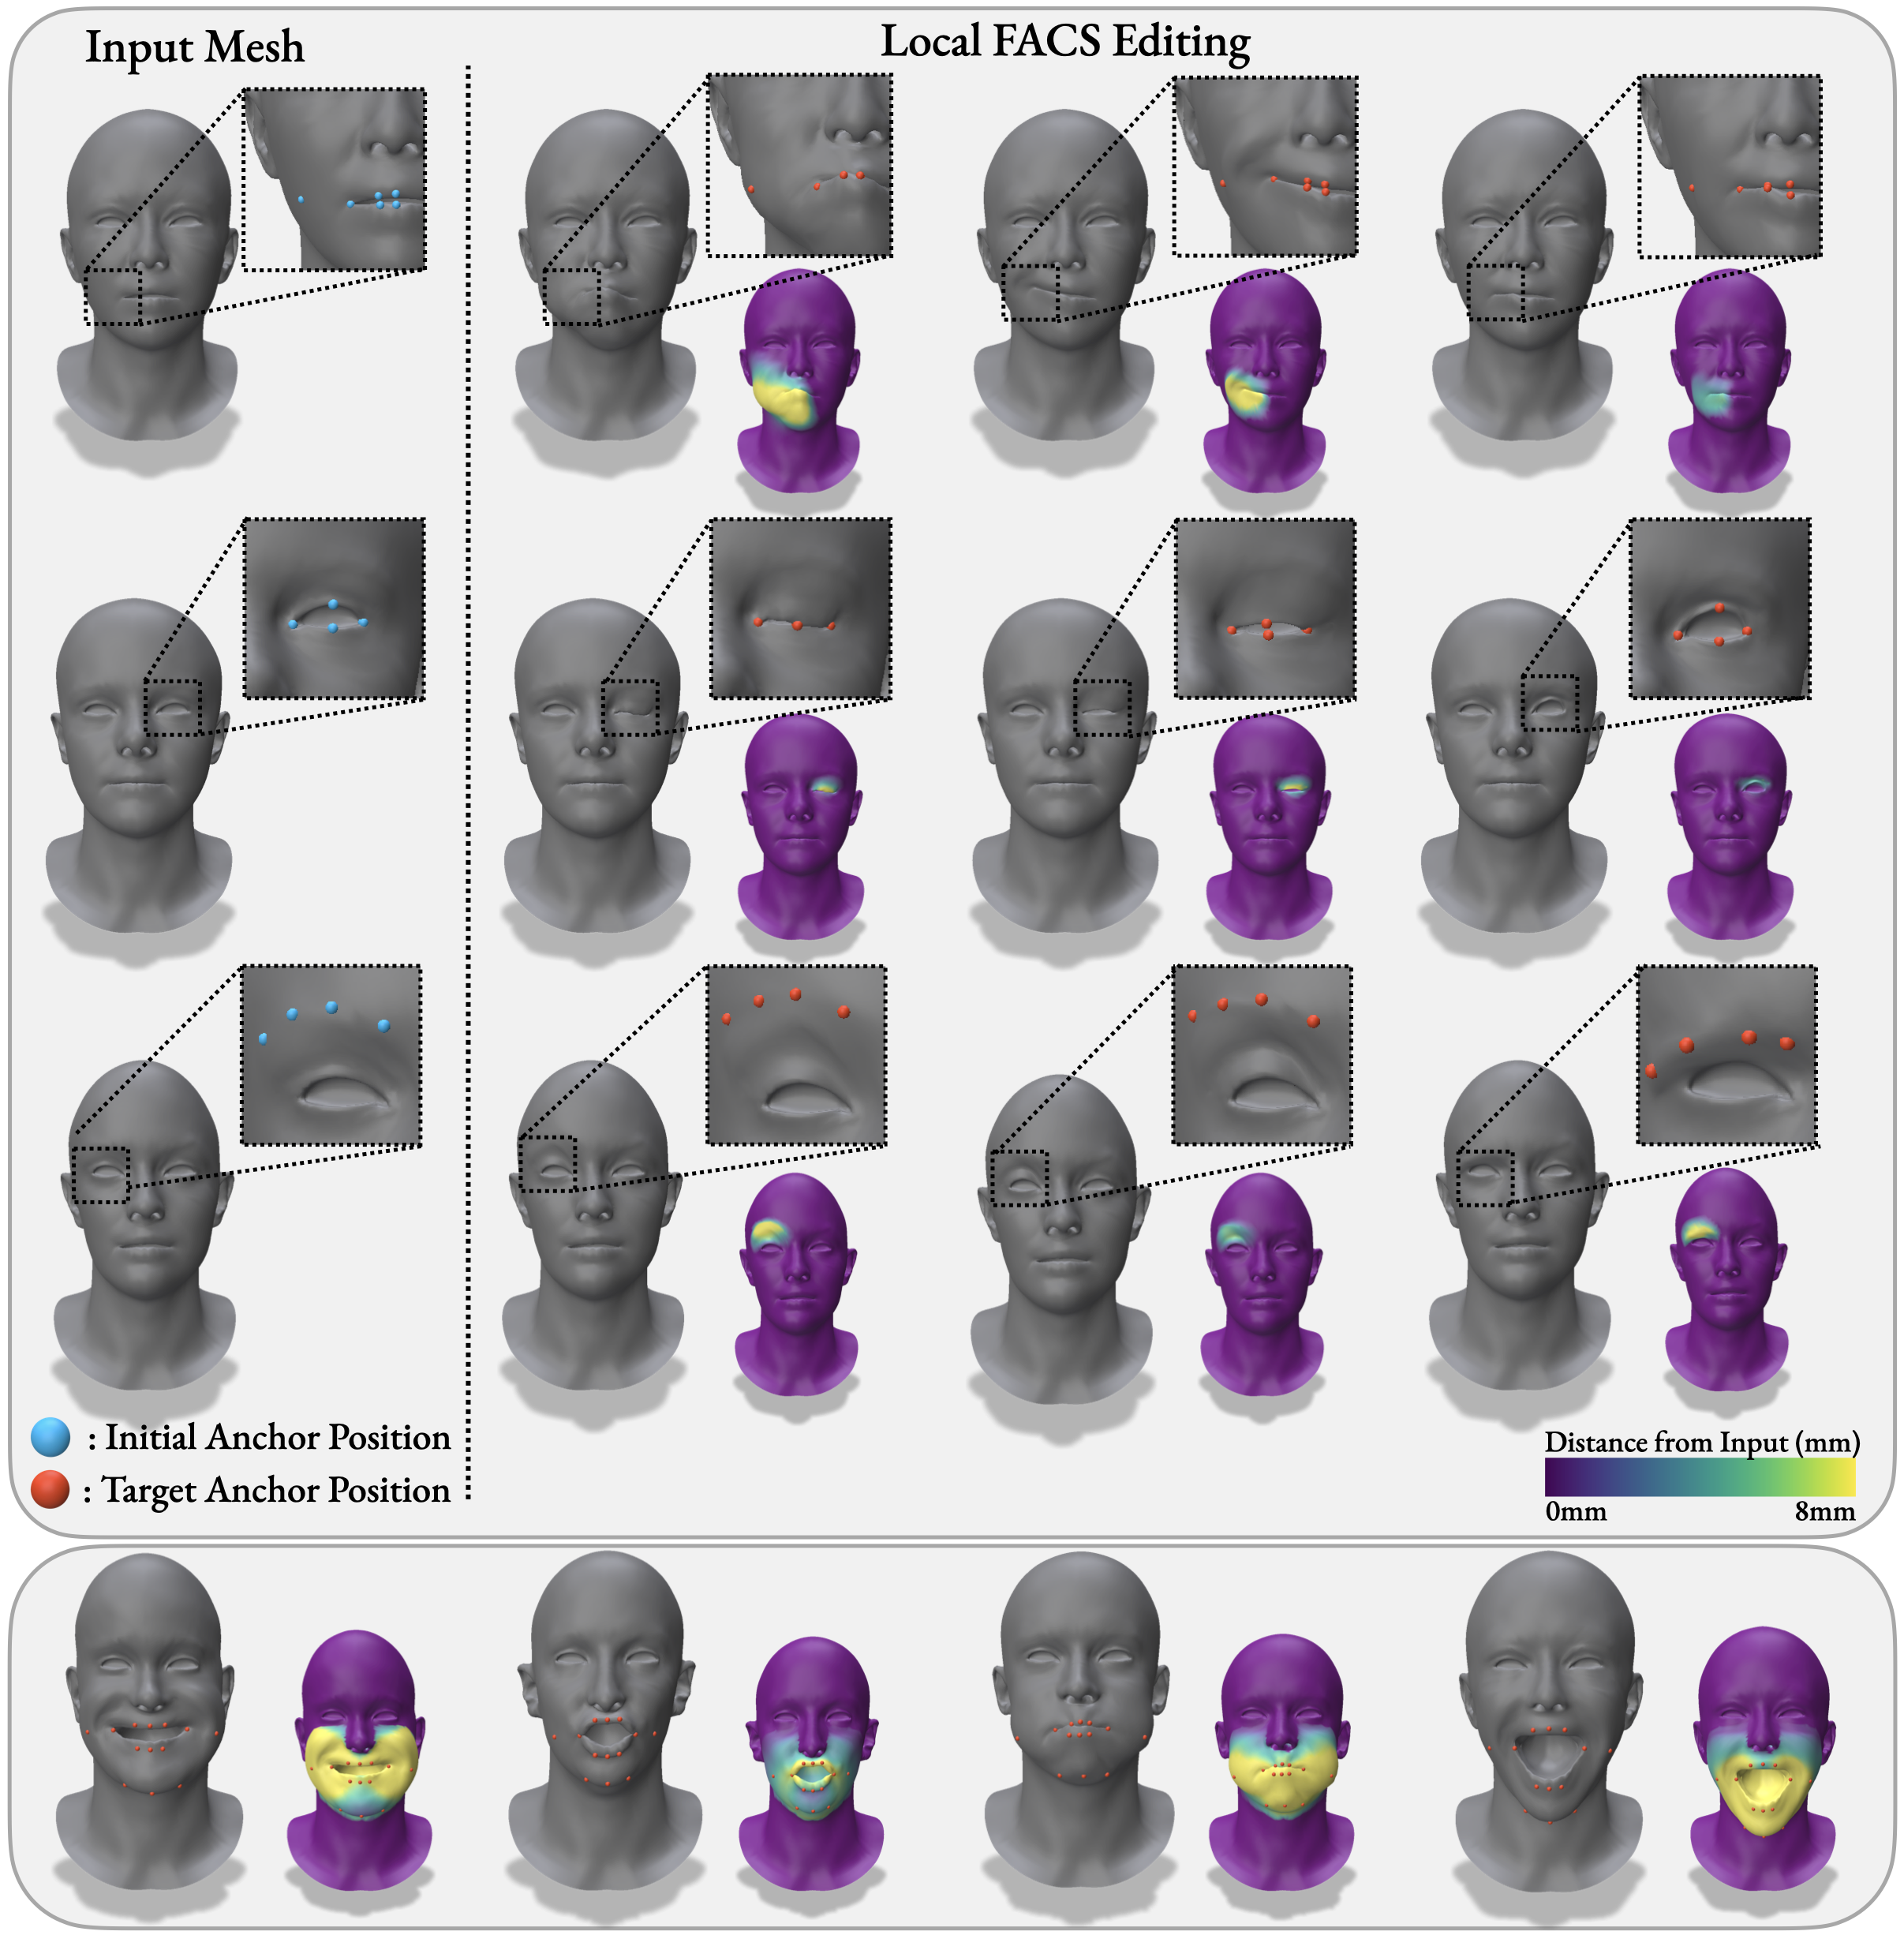 Input Mesh
Local FACS Editing
: Initial Anchor Position
: Target Anchor Position
Distance from Input (mm)
0mm 8mm